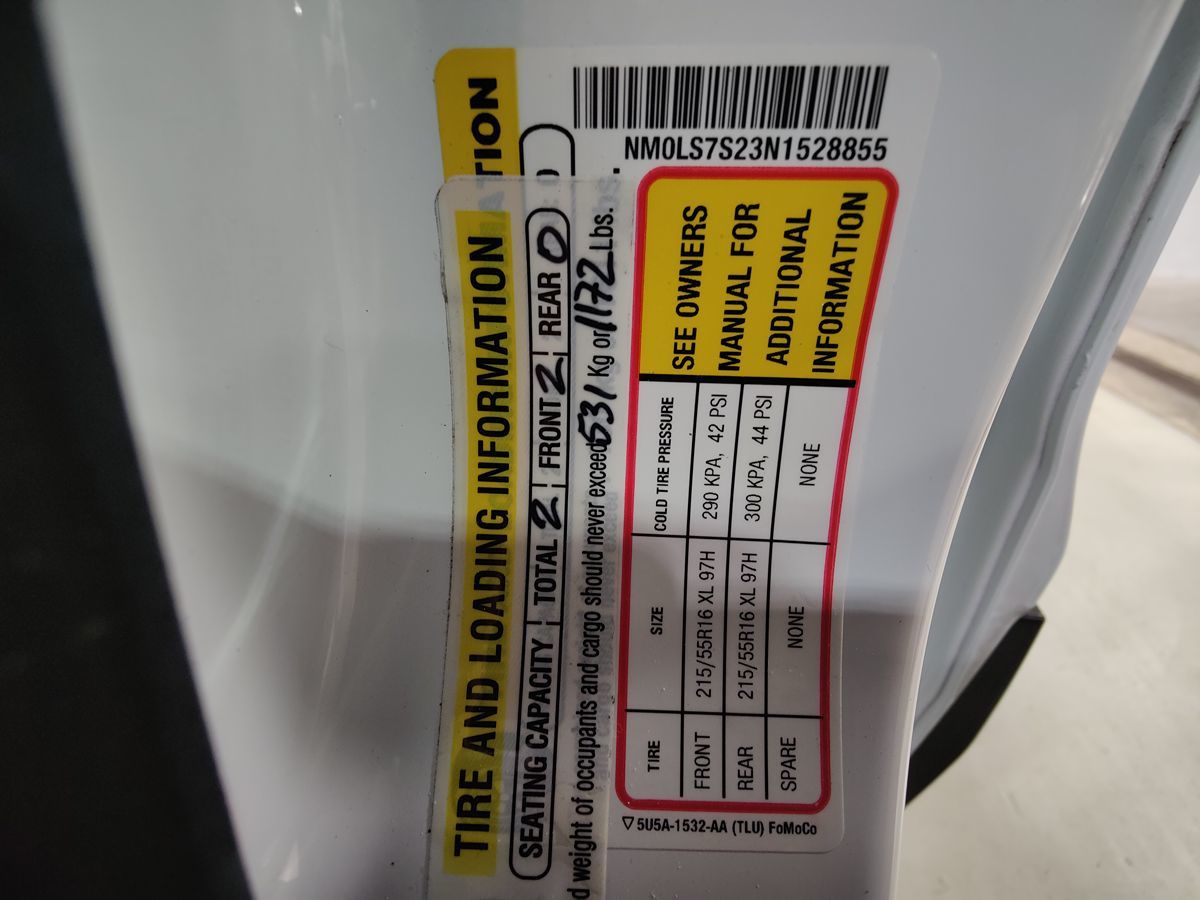 TION
NM0LS7S23N1528855
TIRE AND LOADING INFORMATION
SEATING CAPACITY TOTAL 2 FRONT 2 REAR 0
weight of occupants and cargo should never exceed 531 Kg or 1172 Lbs.
TIRE SIZE COLD TIRE PRESSURE SEE OWNERS
FRONT 215/55R16 XL 97H 290 KPA, 42 PSI MANUAL FOR
REAR 215/55R16 XL 97H 300 KPA, 44 PSI ADDITIONAL
SPARE NONE NONE INFORMATION
5U5A-1532-AA (TLU) FoMoCo